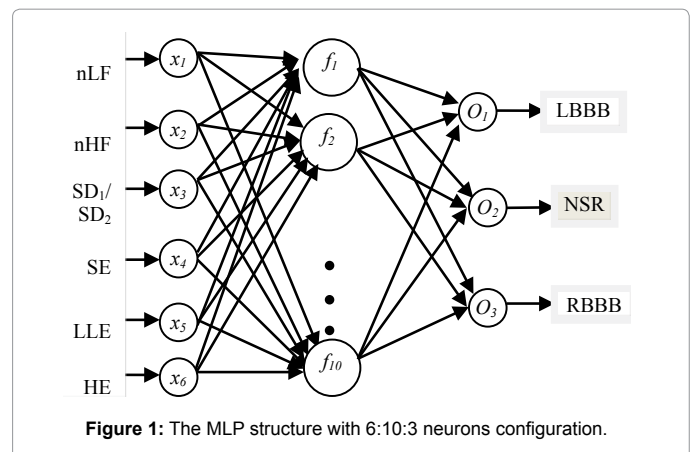 nLF
nHF
SD1/
SD2
SE
LLE
HE
x1
x2
x3
x4
x5
x6
f1
f2
f10
O1
O2
O3
LBBB
NSR
RBBB
Figure 1: The MLP structure with 6:10:3 neurons configuration.